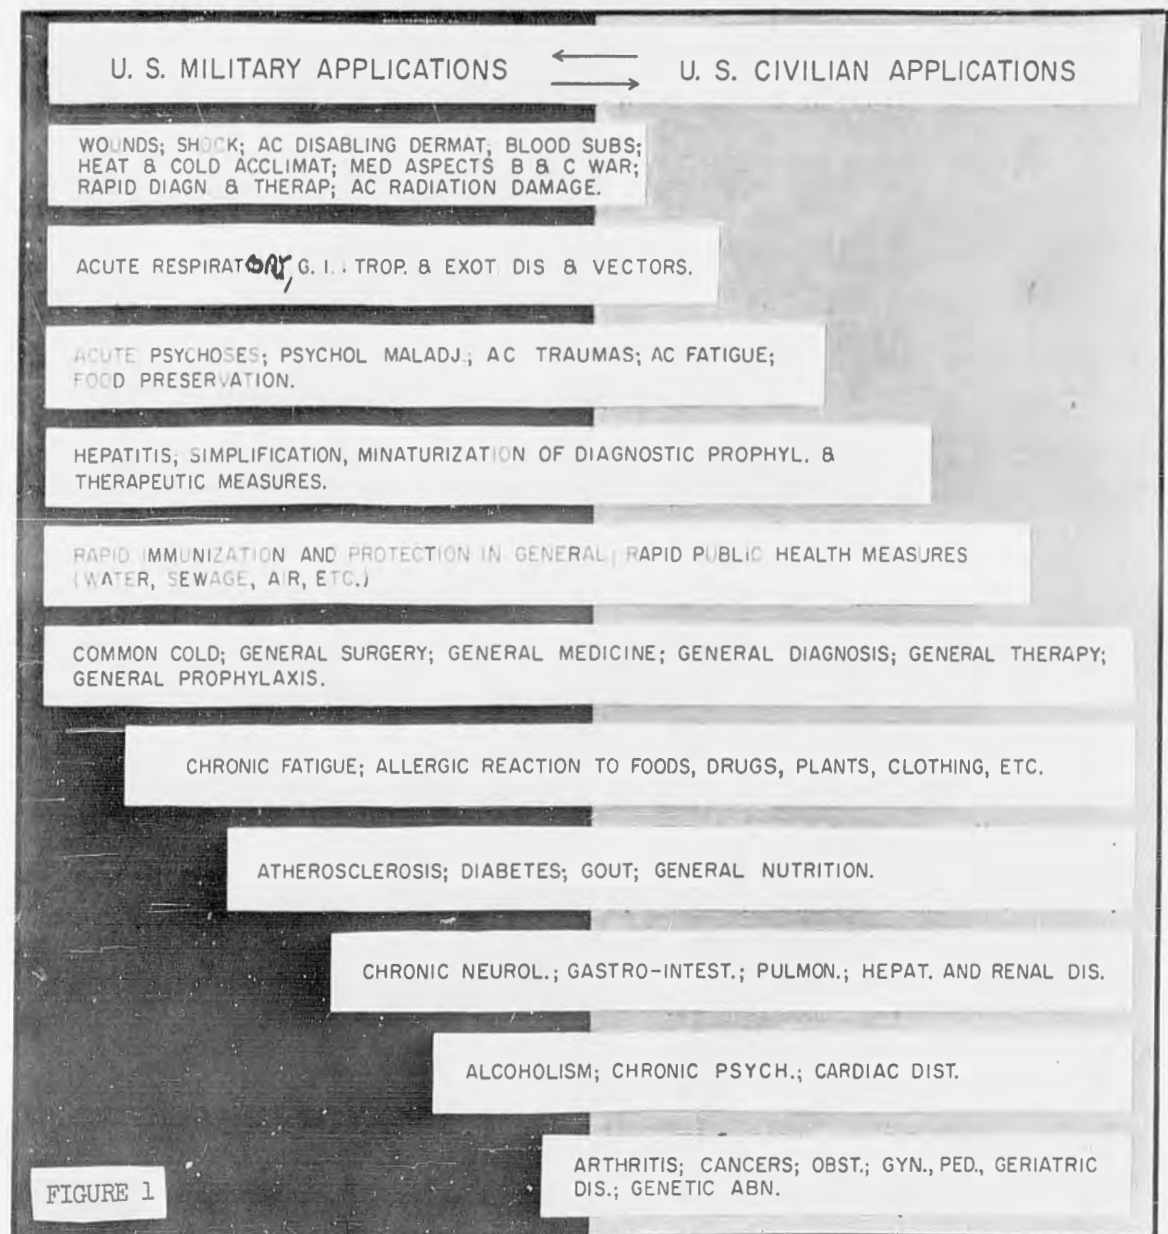 U. S. MILITARY APPLICATIONS U. S. CIVILIAN APPLICATIONS
WOUNDS; SHOCK; AC DISABLING DERMAT; BLOOD SUBS;
HEAT & COLD ACCLIMAT; MED ASPECTS B & C WAR;
RAPID DIAGN. & THERAP; AC RADIATION DAMAGE.
ACUTE RESPIRATORY, G. I.; TROP. & EXOT. DIS & VECTORS.
ACUTE PSYCHOSES; PSYCHOL MALADJ.; AC TRAUMAS; AC FATIGUE;
FOOD PRESERVATION.
HEPATITIS; SIMPLIFICATION, MINATURIZATION OF DIAGNOSTIC PROPHYL. &
THERAPEUTIC MEASURES.
RAPID IMMUNIZATION AND PROTECTION IN GENERAL; RAPID PUBLIC HEALTH MEASURES
(WATER, SEWAGE, AIR, ETC.)
COMMON COLD; GENERAL SURGERY; GENERAL MEDICINE; GENERAL DIAGNOSIS; GENERAL THERAPY;
GENERAL PROPHYLAXIS.
CHRONIC FATIGUE; ALLERGIC REACTION TO FOODS, DRUGS, PLANTS, CLOTHING, ETC.
ATHEROSCLEROSIS; DIABETES; GOUT; GENERAL NUTRITION.
CHRONIC NEUROL.; GASTRO-INTEST.; PULMON.; HEPAT. AND RENAL DIS.
ALCOHOLISM; CHRONIC PSYCH.; CARDIAC DIST.
ARTHRITIS; CANCERS; OBST.; GYN., PED., GERIATRIC
DIS.; GENETIC ABN.
FIGURE 1